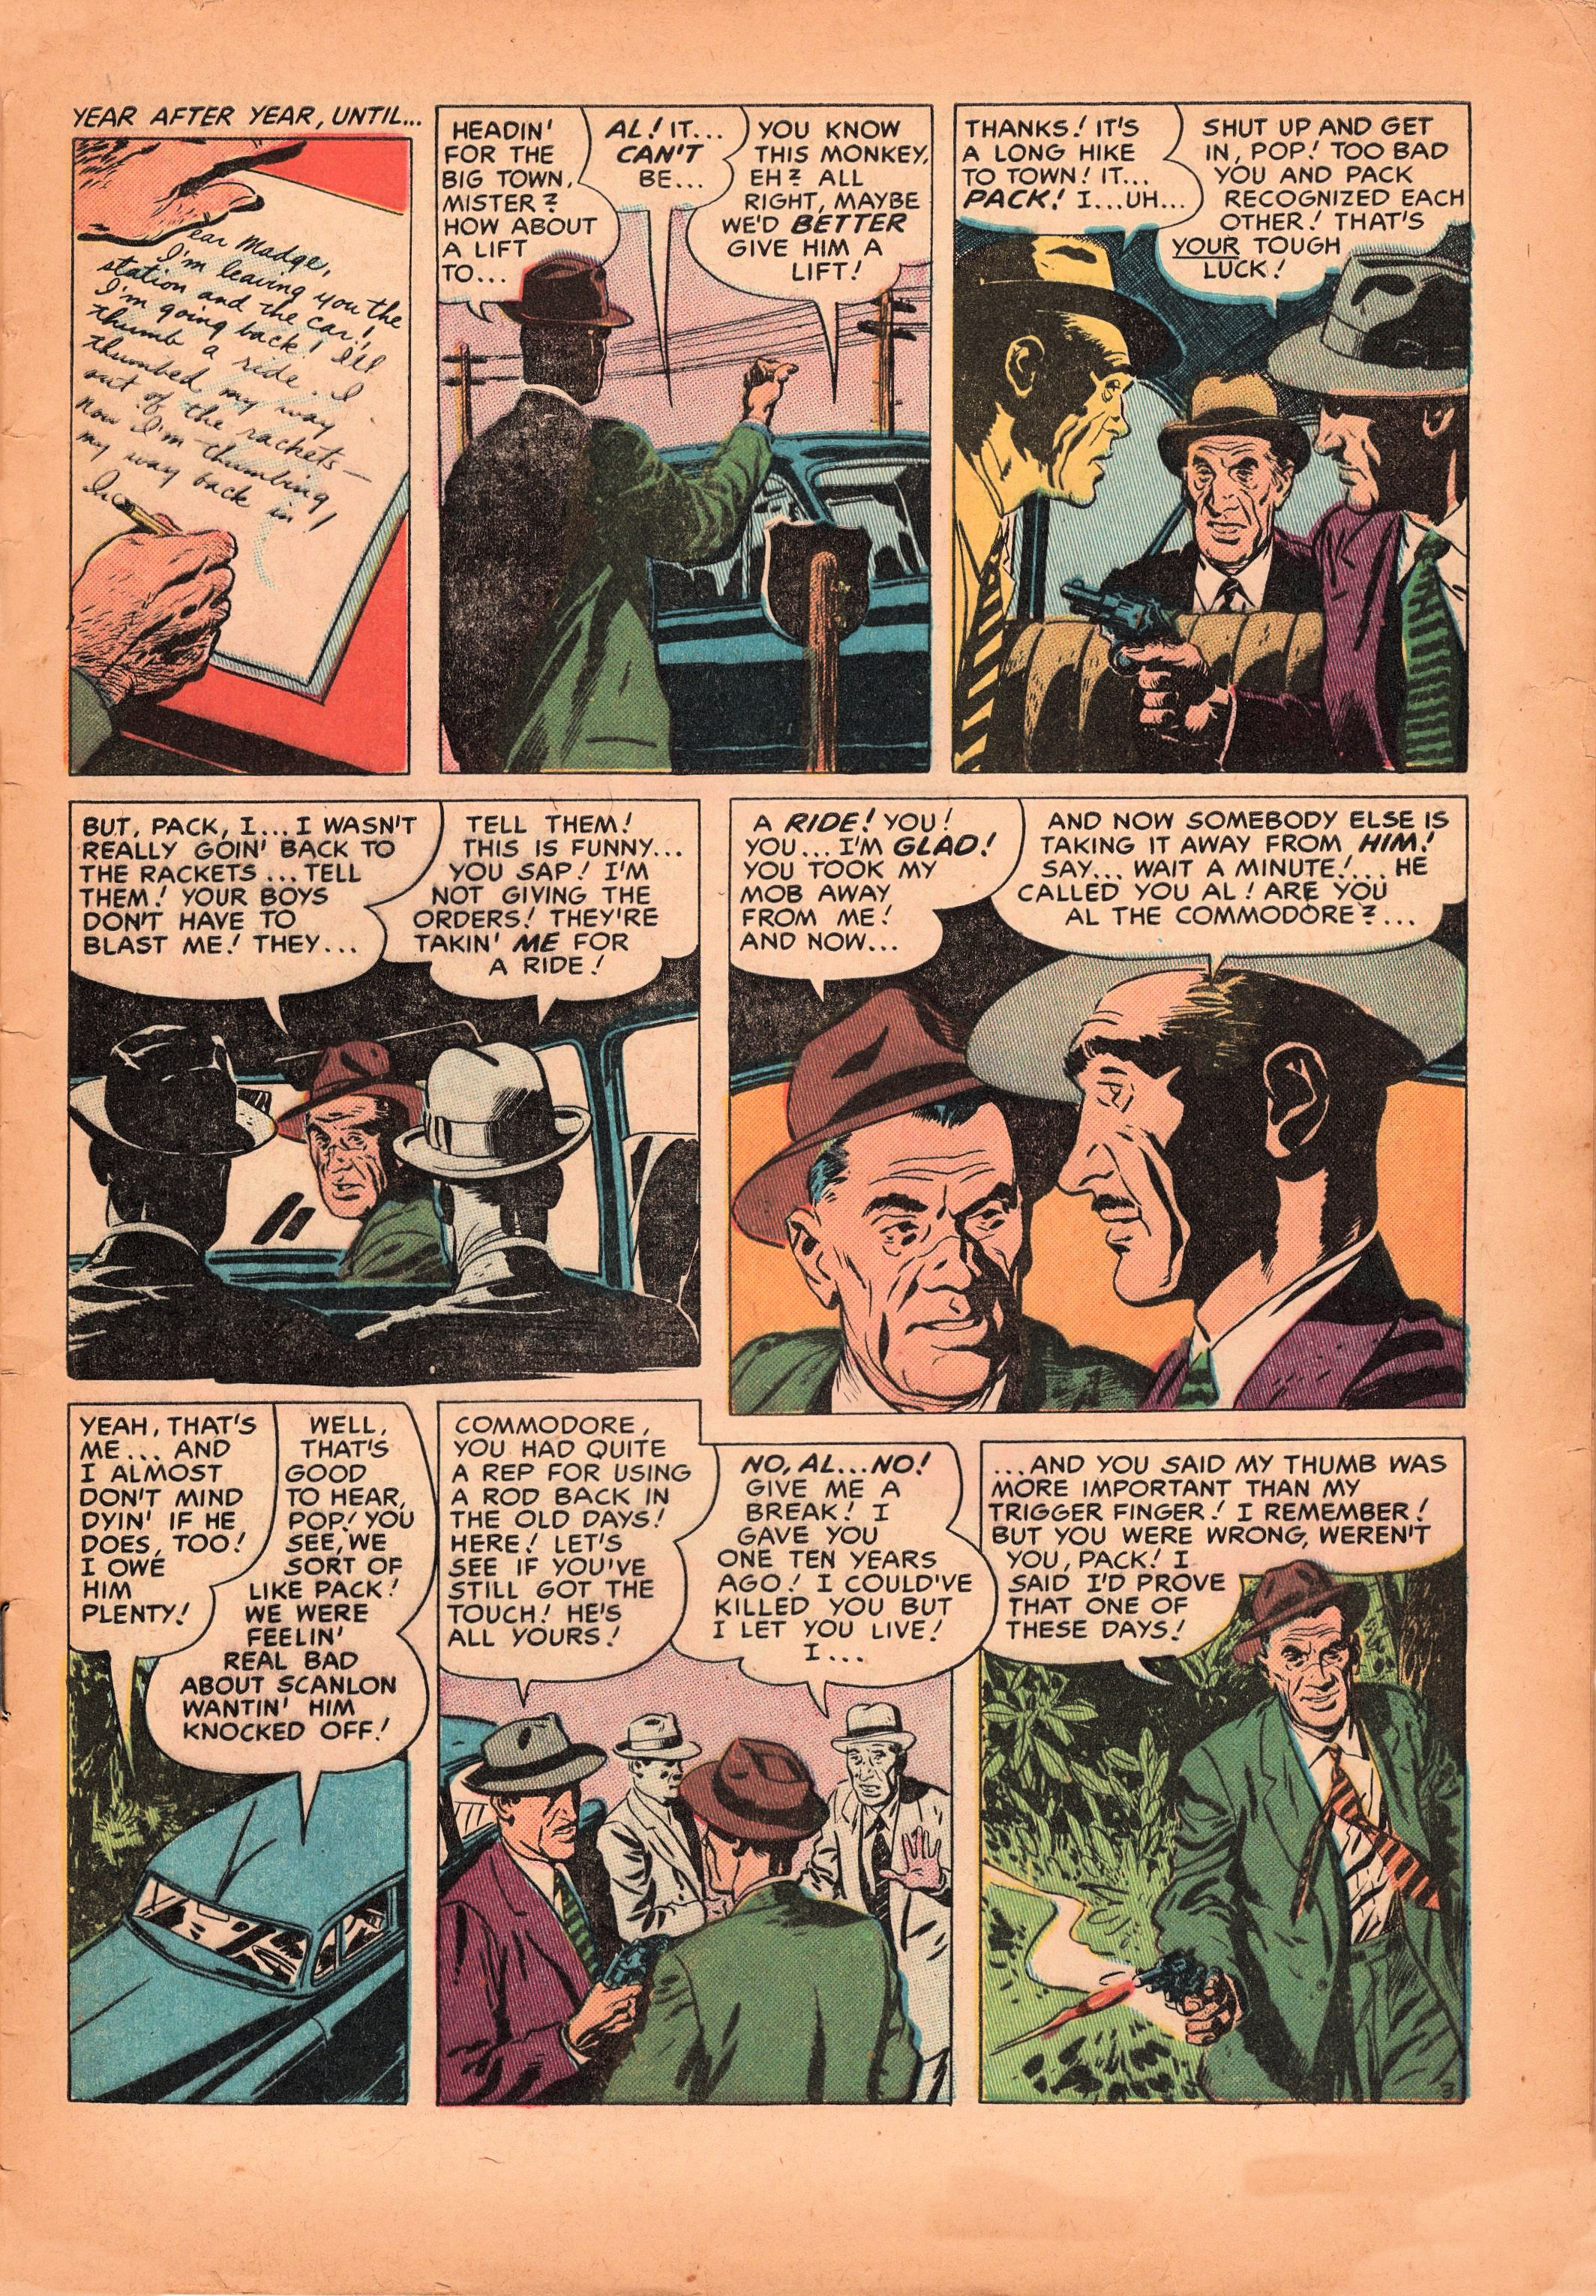 YEAR AFTER YEAR, UNTIL...
ear Madge,
I'm leaving you the
station and the car!
I'm going back! I'll
thumb a ride. I
thumbed my way
out of the rackets—
now I'm thumbing
my way back in!
HEADIN'
FOR THE
BIG TOWN,
MISTER?
HOW ABOUT
A LIFT
TO...
AL! IT...
CAN'T
BE...
YOU KNOW
THIS MONKEY,
EH? ALL
RIGHT, MAYBE
WE'D BETTER
GIVE HIM A
LIFT!
THANKS! IT'S
A LONG HIKE
TO TOWN! IT...
PACK! I...UH...
SHUT UP AND GET
IN, POP! TOO BAD
YOU AND PACK
RECOGNIZED EACH
OTHER! THAT'S
YOUR TOUGH
LUCK!
BUT, PACK, I...I WASN'T
REALLY GOIN' BACK TO
THE RACKETS...TELL
THEM! YOUR BOYS
DON'T HAVE TO
BLAST ME! THEY...
TELL THEM!
THIS IS FUNNY...
YOU SAP! I'M
NOT GIVING THE
ORDERS! THEY'RE
TAKIN' ME FOR
A RIDE!
A RIDE! YOU!
YOU... I'M GLAD!
YOU TOOK MY
MOB AWAY
FROM ME!
AND NOW...
AND NOW SOMEBODY ELSE IS
TAKING IT AWAY FROM HIM!
SAY... WAIT A MINUTE!... HE
CALLED YOU AL! ARE YOU
AL THE COMMODORE?...
YEAH, THAT'S
ME... AND
I ALMOST
DON'T MIND
DYIN' IF HE
DOES, TOO!
I OWE
HIM
PLENTY!
WELL,
THAT'S
GOOD
TO HEAR,
POP! YOU
SEE, WE
SORT OF
LIKE PACK!
WE WERE
FEELIN'
REAL BAD
ABOUT SCANLON
WANTIN' HIM
KNOCKED OFF!
COMMODORE,
YOU HAD QUITE
A REP FOR USING
A ROD BACK IN
THE OLD DAYS!
HERE! LET'S
SEE IF YOU'VE
STILL GOT THE
TOUCH! HE'S
ALL YOURS!
NO, AL...NO!
GIVE ME A
BREAK! I
GAVE YOU
ONE TEN YEARS
AGO! I COULD'VE
KILLED YOU BUT
I LET YOU LIVE!
I...
...AND YOU SAID MY THUMB WAS
MORE IMPORTANT THAN MY
TRIGGER FINGER! I REMEMBER!
BUT YOU WERE WRONG, WEREN'T
YOU, PACK! I
SAID I'D PROVE
THAT ONE OF
THESE DAYS!
3